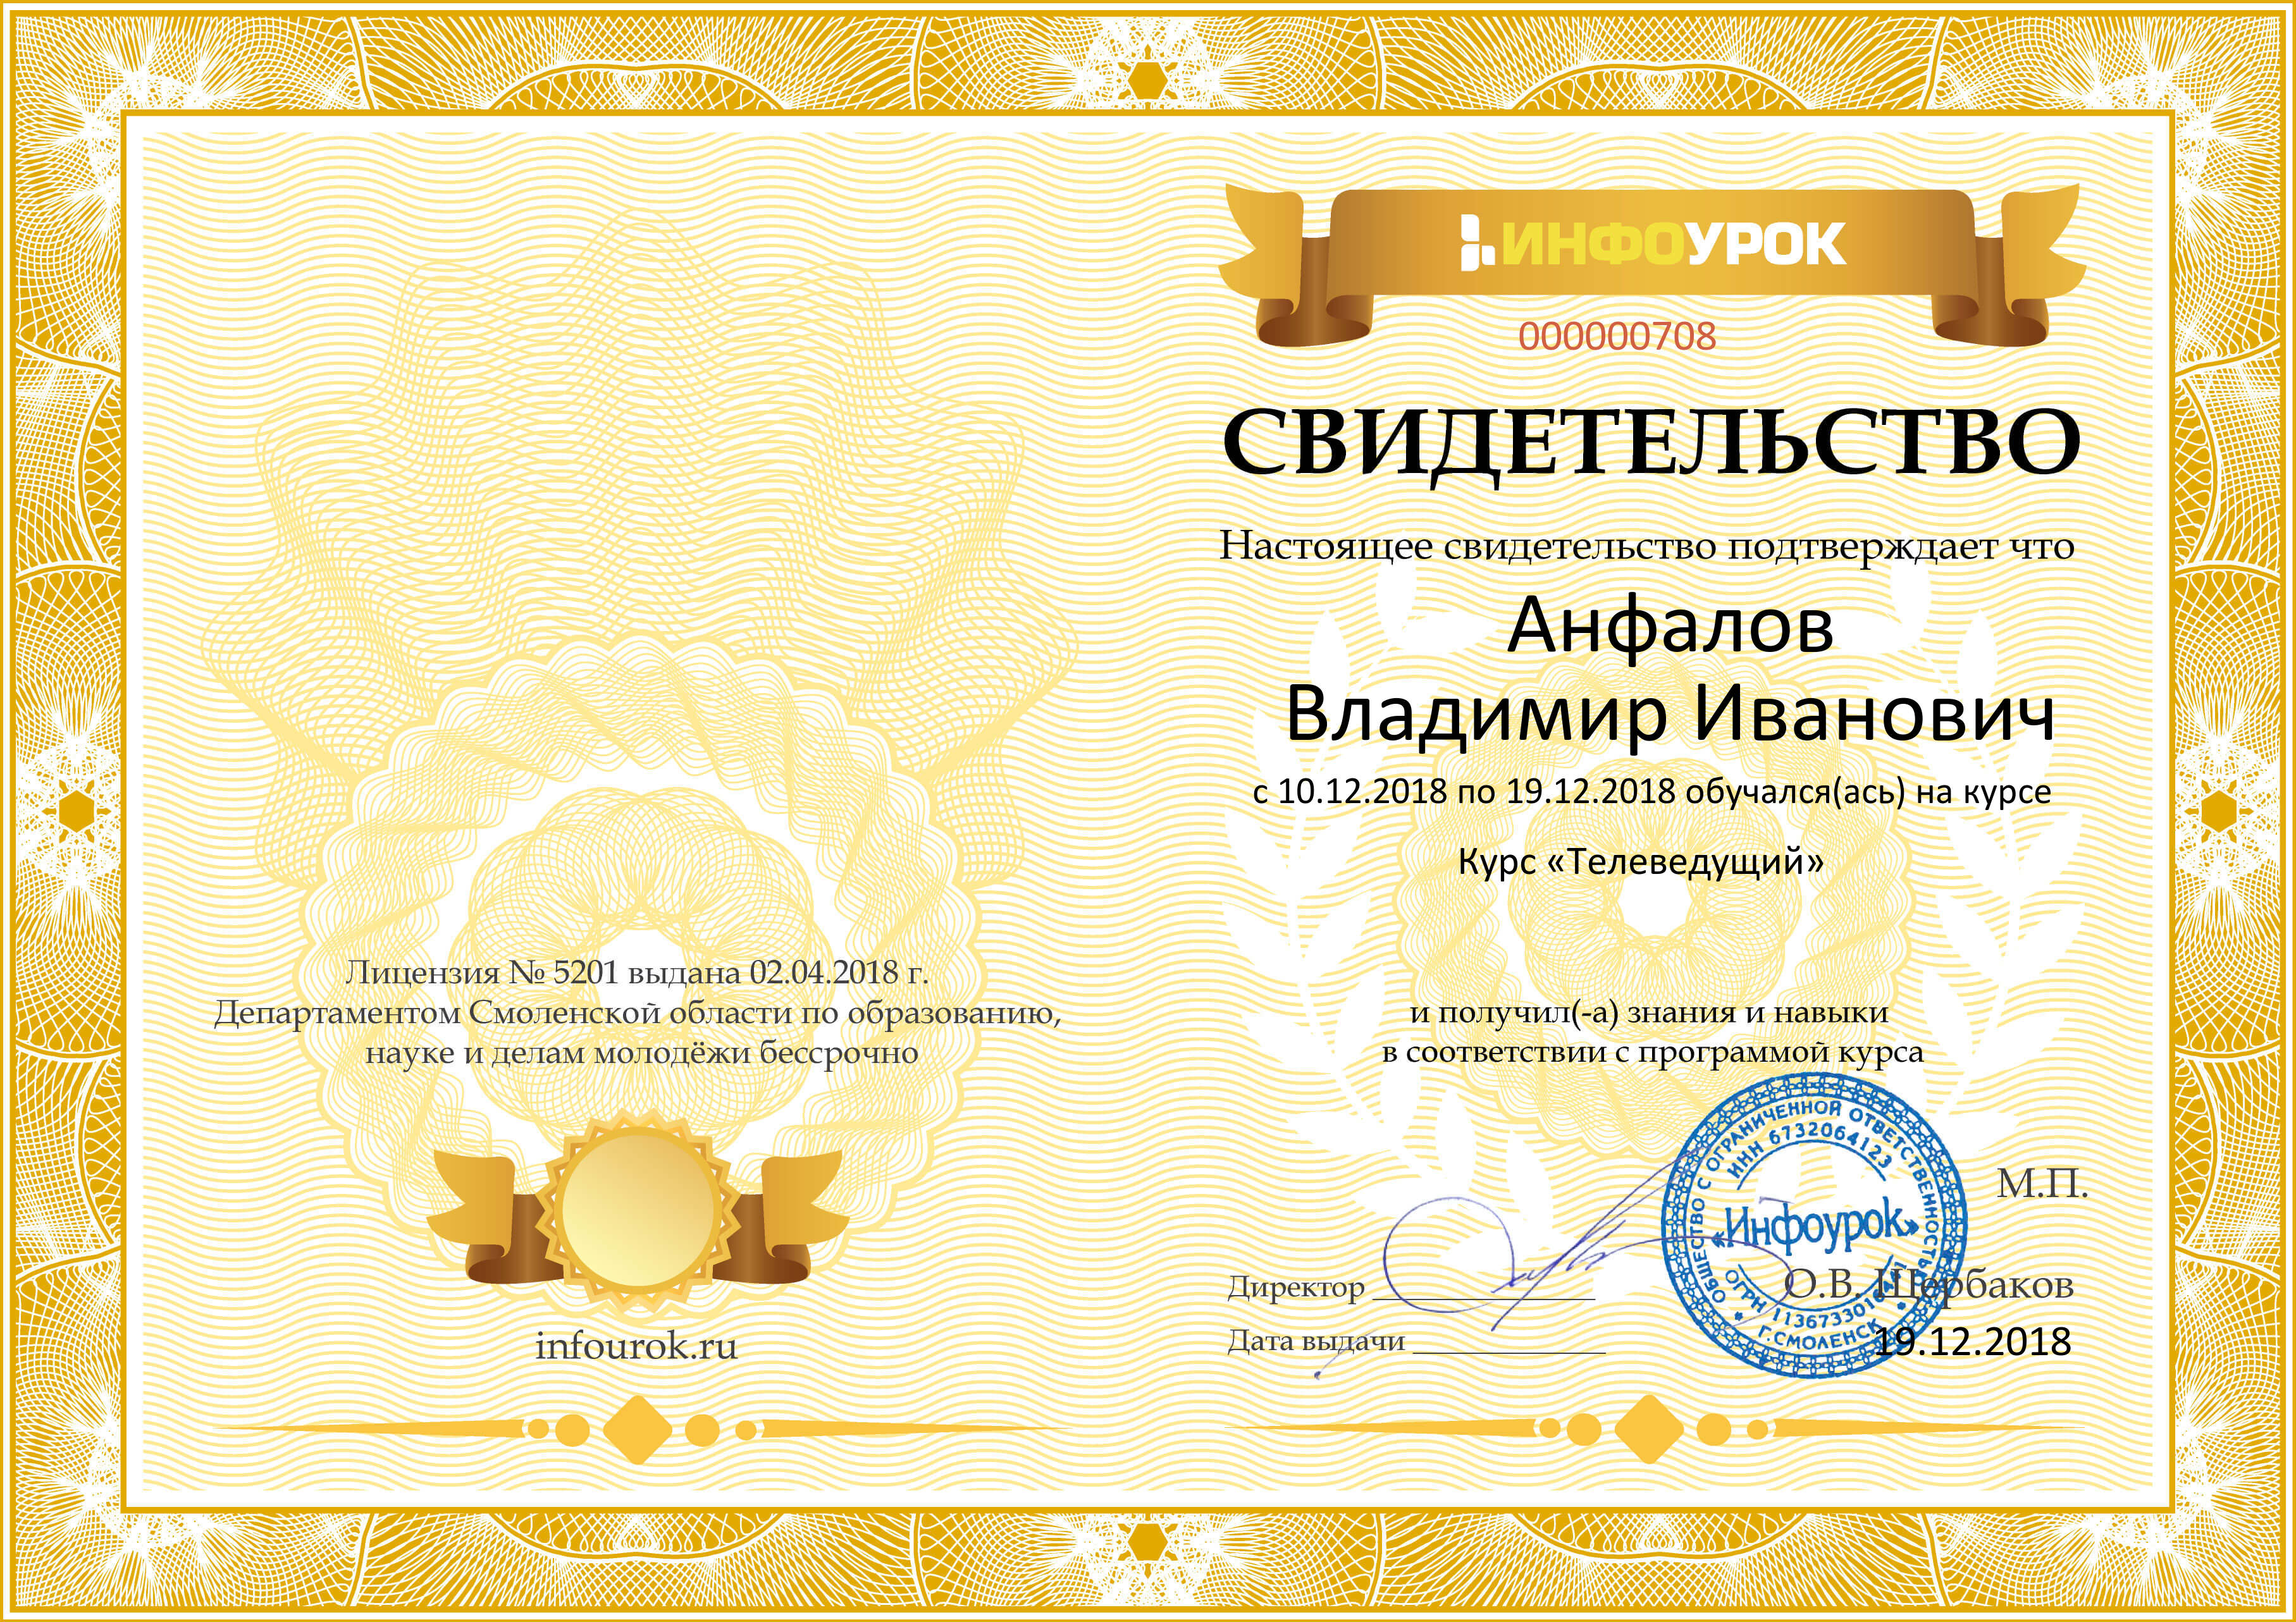 Лицензия № 5201 выдана 02.04.2018 г.
Департаментом Смоленской области по образованию,
науке и делам молодёжи бессрочно
infourok.ru
ИНФОУРОК
000000708
СВИДЕТЕЛЬСТВО
Настоящее свидетельство подтверждает что
Анфалов
Владимир Иванович
с 10.12.2018 по 19.12.2018 обучался(ась) на курсе
Курс «Телеведущий»
и получил(-а) знания и навыки
в соответствии с программой курса
М.П.
Директор
О.В. Щербаков
Дата выдачи
19.12.2018
ОБЩЕСТВО С ОГРАНИЧЕННОЙ ОТВЕТСТВЕННОСТЬЮ
ИНН 6732064123
«Инфоурок»
ОГРН
Г.СМОЛЕНСК